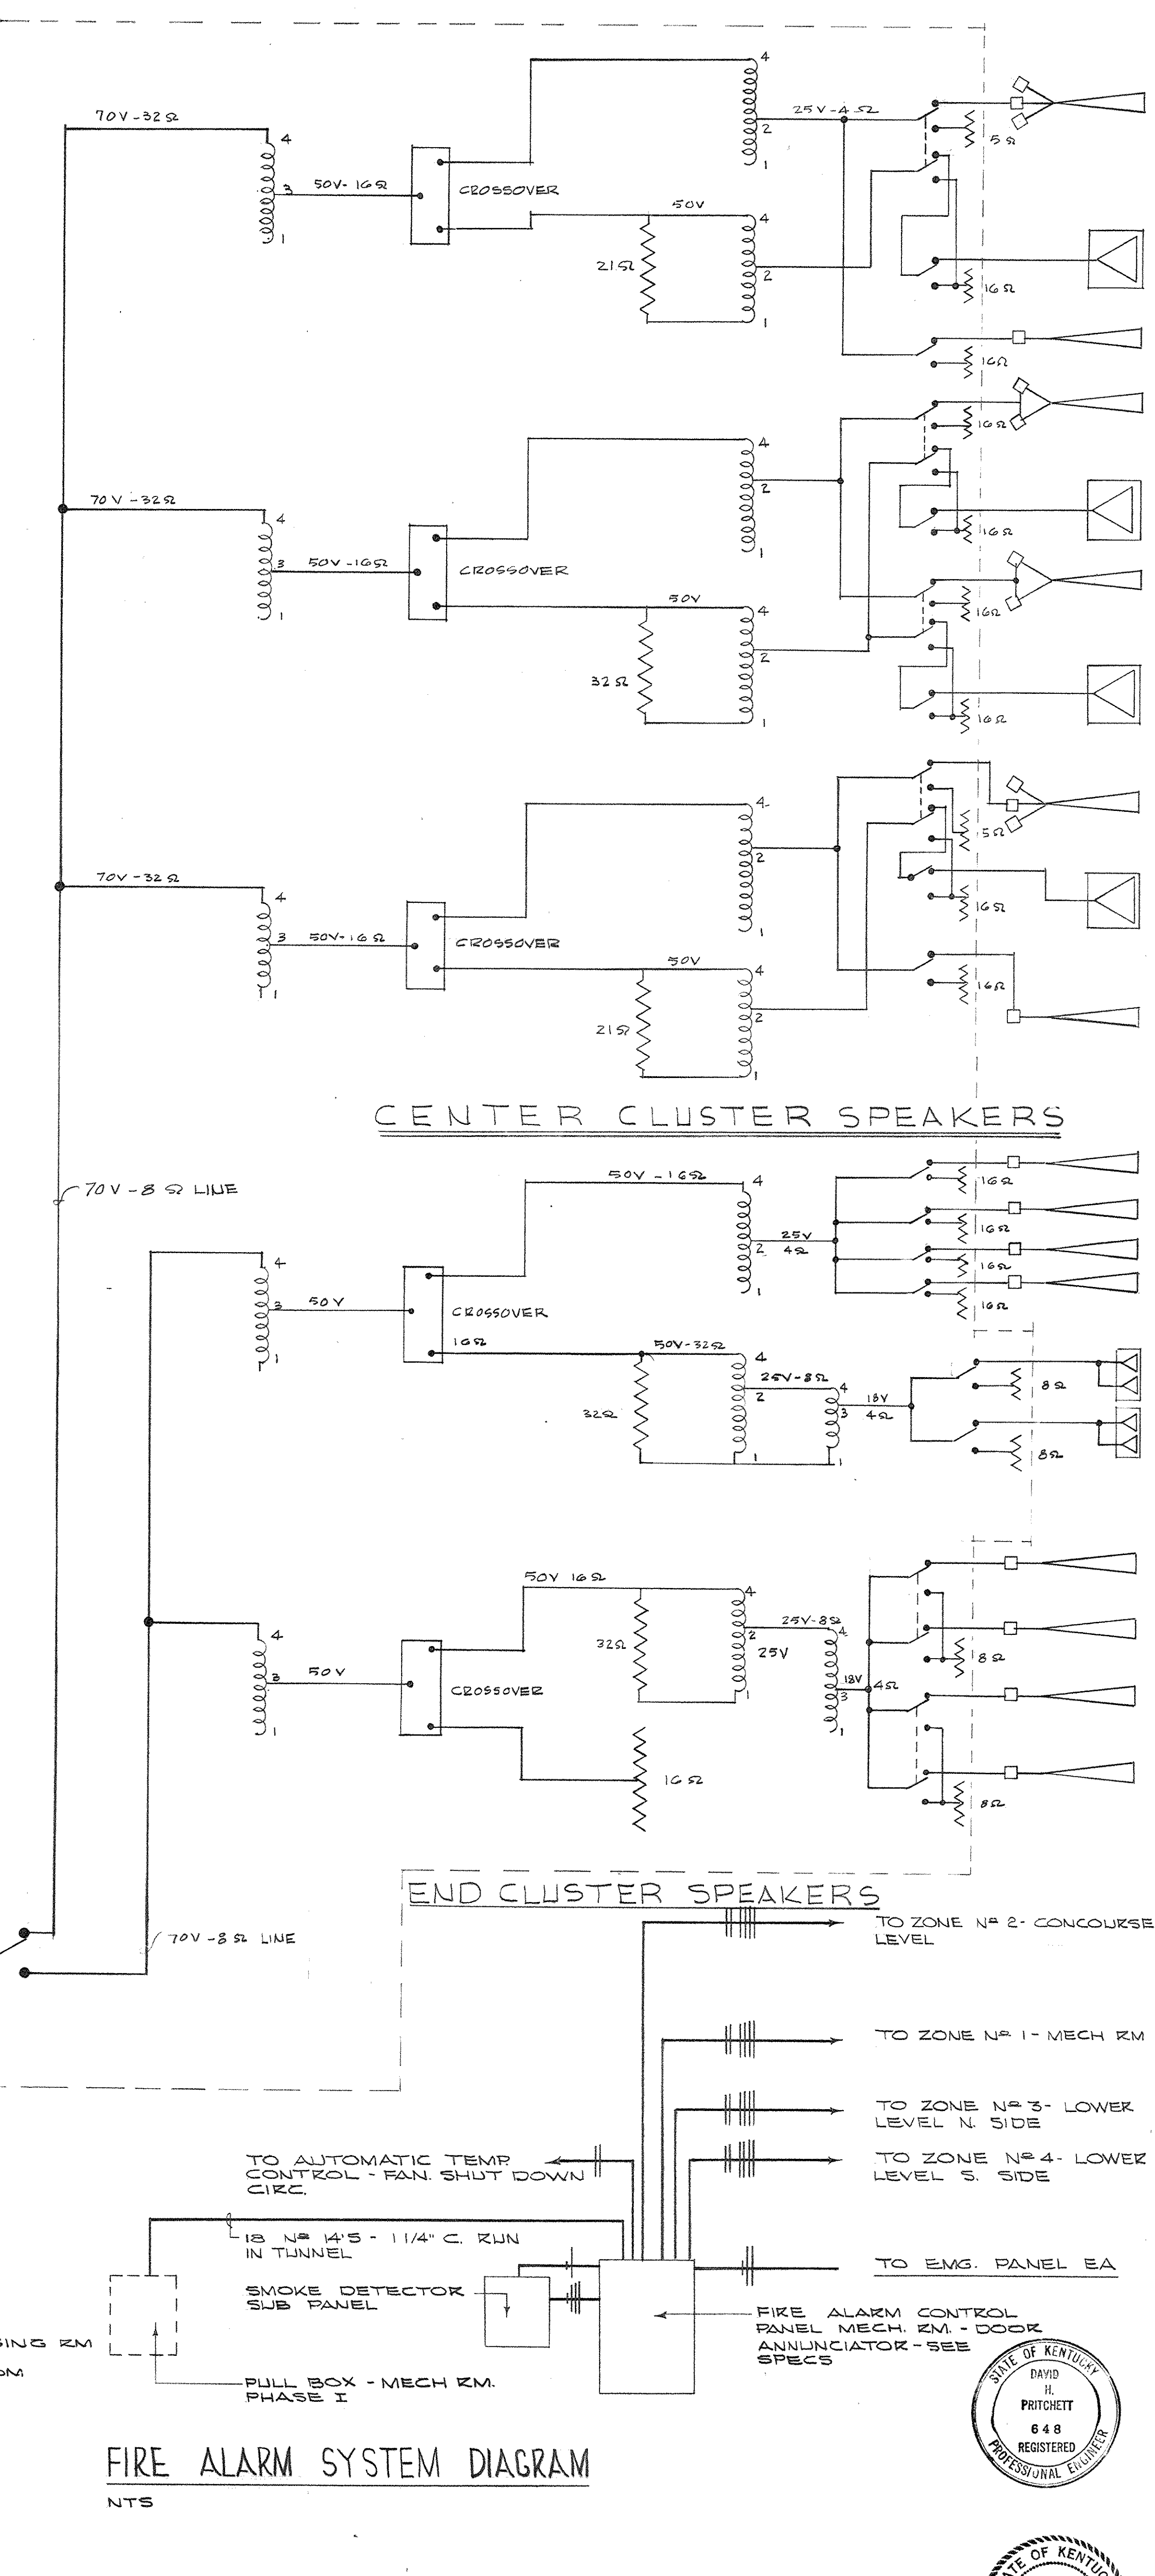 4
70V-32Ω
25V-4Ω
4
2
5Ω
1
3
50V-16Ω
CROSSOVER
1
50V
4
21Ω
2
16Ω
1
16Ω
16Ω
4
70V-32Ω
4
2
16Ω
3
50V-16Ω
CROSSOVER
1
1
50V
4
16Ω
2
32Ω
16Ω
1
4
2
5Ω
70V-32Ω
4
16Ω
1
3
50V-16Ω
CROSSOVER
50V
4
16Ω
1
21Ω
2
1
CENTER CLUSTER SPEAKERS
70V-8Ω LINE
50V-16Ω
4
16Ω
25V
2
4Ω
16Ω
4
16Ω
3
50V
CROSSOVER
1
16Ω
1
16Ω
50V-32Ω
4
25V-8Ω
2
4
18V
3
4Ω
8Ω
32Ω
1
1
8Ω
50V 16Ω
4
25V-8Ω
4
32Ω
2
25V
8Ω
4
3
50V
CROSSOVER
1
18V
4Ω
3
1
1
16Ω
8Ω
END CLUSTER SPEAKERS
70V-8Ω LINE
TO ZONE Nº 2- CONCOURSE
LEVEL
TO ZONE Nº 1- MECH RM
TO ZONE Nº 3- LOWER
LEVEL N. SIDE
TO ZONE Nº 4- LOWER
LEVEL S. SIDE
TO AUTOMATIC TEMP.
CONTROL - FAN. SHUT DOWN
CIRC.
18 Nº 14'S - 1 1/4" C. RUN
IN TUNNEL
TO EMG. PANEL EA
SMOKE DETECTOR
SUB PANEL
FIRE ALARM CONTROL
PANEL MECH. RM. - DOOR
ANNUNCIATOR - SEE
SPECS
SING RM
OM
PULL BOX - MECH RM.
PHASE I
STATE OF KENTUCKY
DAVID
H.
PRITCHETT
648
REGISTERED
PROFESSIONAL ENGINEER
FIRE ALARM SYSTEM DIAGRAM
NTS
STATE OF KENTUCKY